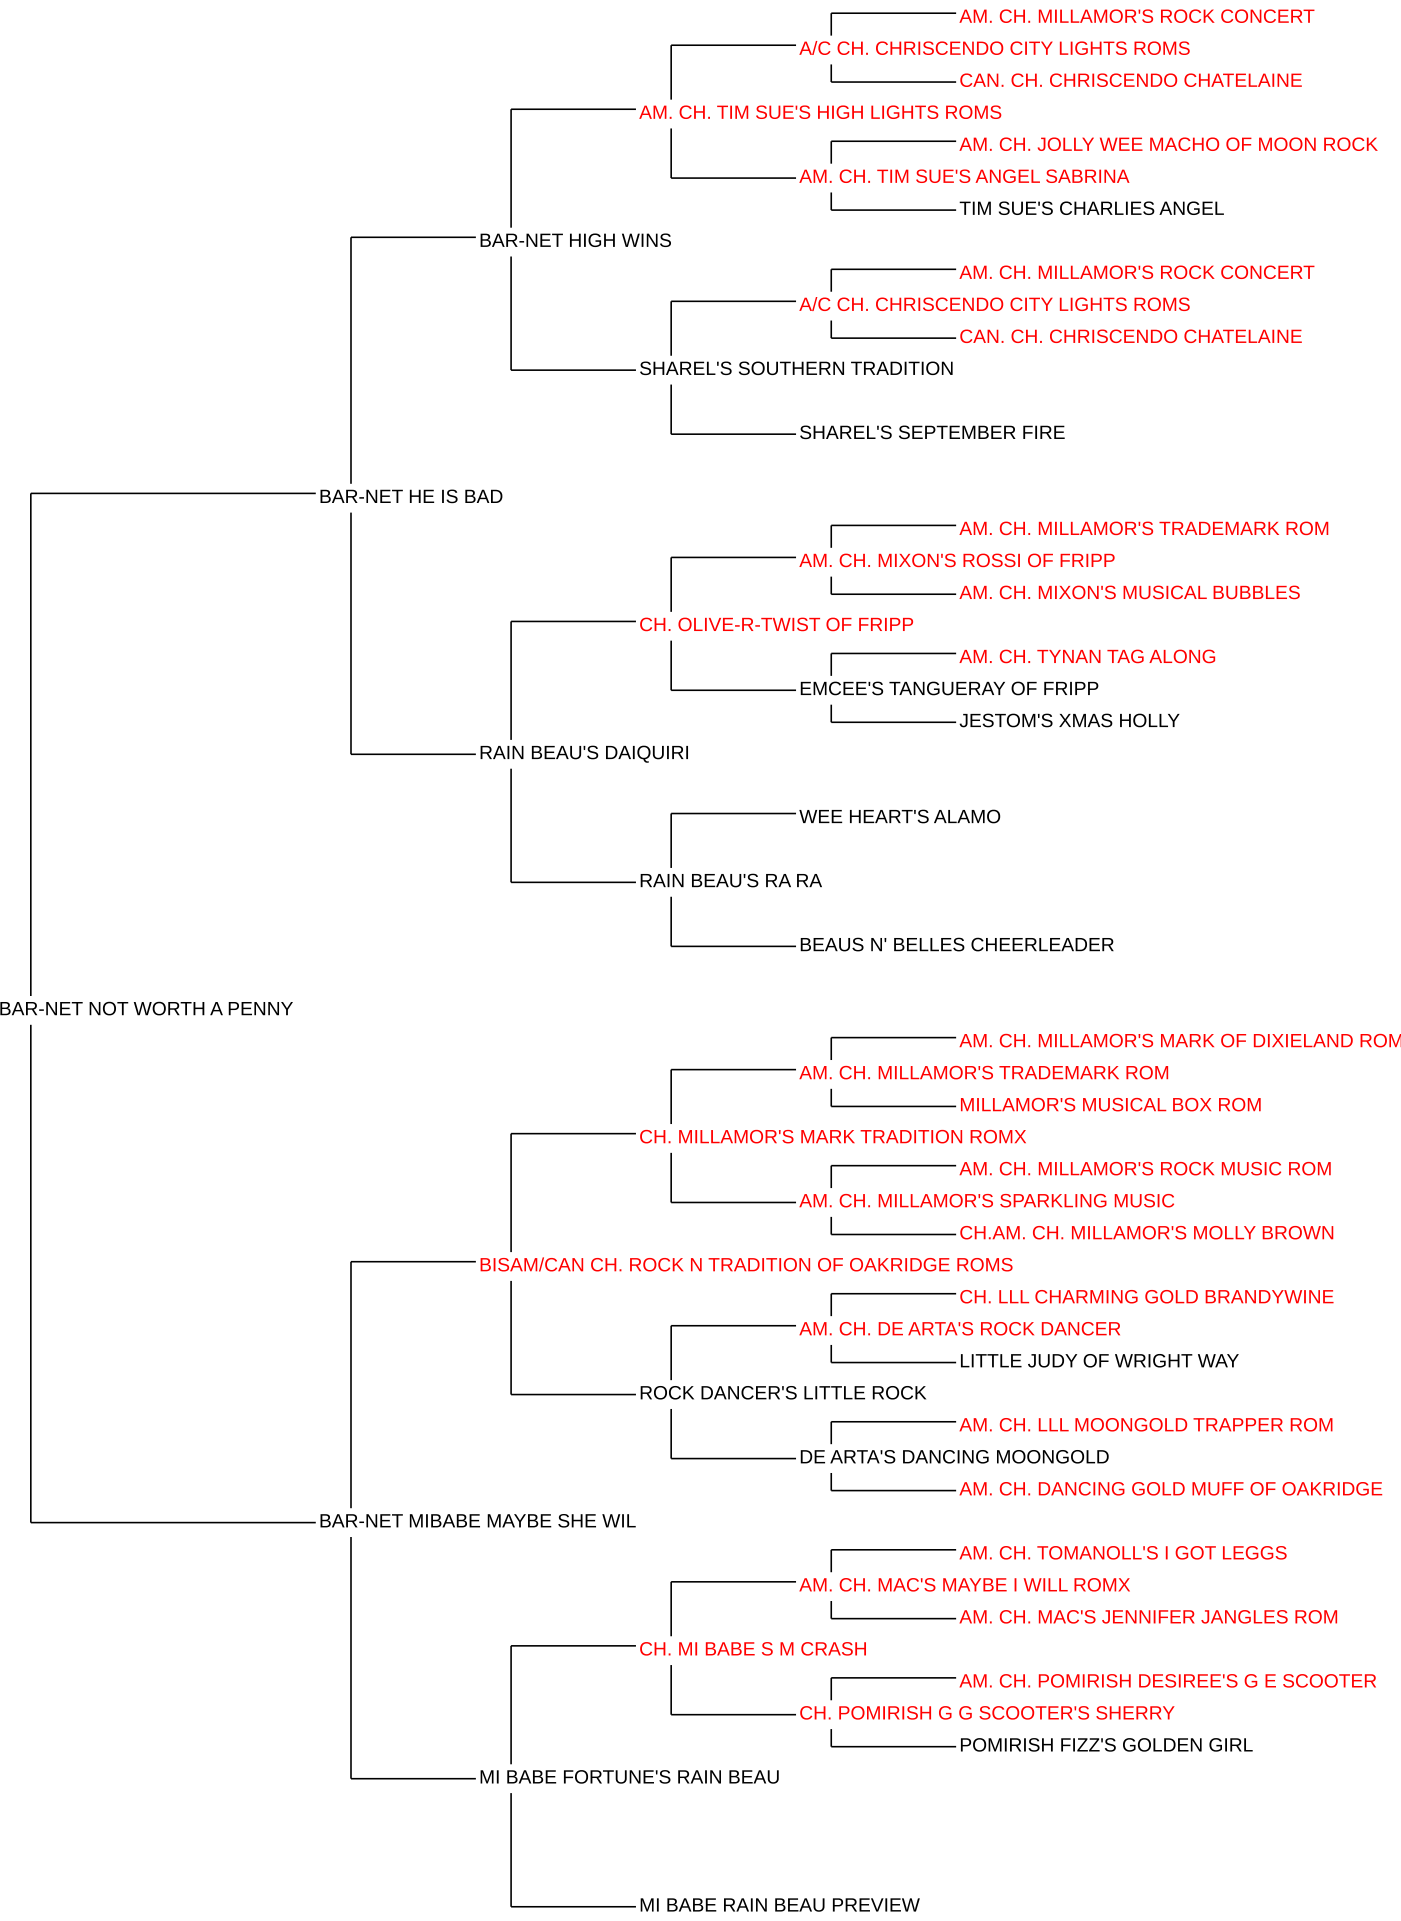 AM. CH. MILLAMOR'S ROCK CONCERT
A/C CH. CHRISCENDO CITY LIGHTS ROMS
CAN. CH. CHRISCENDO CHATELAINE
AM. CH. TIM SUE'S HIGH LIGHTS ROMS
AM. CH. JOLLY WEE MACHO OF MOON ROCK
AM. CH. TIM SUE'S ANGEL SABRINA
TIM SUE'S CHARLIES ANGEL
BAR-NET HIGH WINS
AM. CH. MILLAMOR'S ROCK CONCERT
A/C CH. CHRISCENDO CITY LIGHTS ROMS
CAN. CH. CHRISCENDO CHATELAINE
SHAREL'S SOUTHERN TRADITION
SHAREL'S SEPTEMBER FIRE
BAR-NET HE IS BAD
AM. CH. MILLAMOR'S TRADEMARK ROM
AM. CH. MIXON'S ROSSI OF FRIPP
AM. CH. MIXON'S MUSICAL BUBBLES
CH. OLIVE-R-TWIST OF FRIPP
AM. CH. TYNAN TAG ALONG
EMCEE'S TANGUERAY OF FRIPP
JESTOM'S XMAS HOLLY
RAIN BEAU'S DAIQUIRI
WEE HEART'S ALAMO
RAIN BEAU'S RA RA
BEAUS N' BELLES CHEERLEADER
BAR-NET NOT WORTH A PENNY
AM. CH. MILLAMOR'S MARK OF DIXIELAND ROM
AM. CH. MILLAMOR'S TRADEMARK ROM
MILLAMOR'S MUSICAL BOX ROM
CH. MILLAMOR'S MARK TRADITION ROMX
AM. CH. MILLAMOR'S ROCK MUSIC ROM
AM. CH. MILLAMOR'S SPARKLING MUSIC
CH.AM. CH. MILLAMOR'S MOLLY BROWN
BISAM/CAN CH. ROCK N TRADITION OF OAKRIDGE ROMS
CH. LLL CHARMING GOLD BRANDYWINE
AM. CH. DE ARTA'S ROCK DANCER
LITTLE JUDY OF WRIGHT WAY
ROCK DANCER'S LITTLE ROCK
AM. CH. LLL MOONGOLD TRAPPER ROM
DE ARTA'S DANCING MOONGOLD
AM. CH. DANCING GOLD MUFF OF OAKRIDGE
BAR-NET MIBABE MAYBE SHE WIL
AM. CH. TOMANOLL'S I GOT LEGGS
AM. CH. MAC'S MAYBE I WILL ROMX
AM. CH. MAC'S JENNIFER JANGLES ROM
CH. MI BABE S M CRASH
AM. CH. POMIRISH DESIREE'S G E SCOOTER
CH. POMIRISH G G SCOOTER'S SHERRY
POMIRISH FIZZ'S GOLDEN GIRL
MI BABE FORTUNE'S RAIN BEAU
MI BABE RAIN BEAU PREVIEW